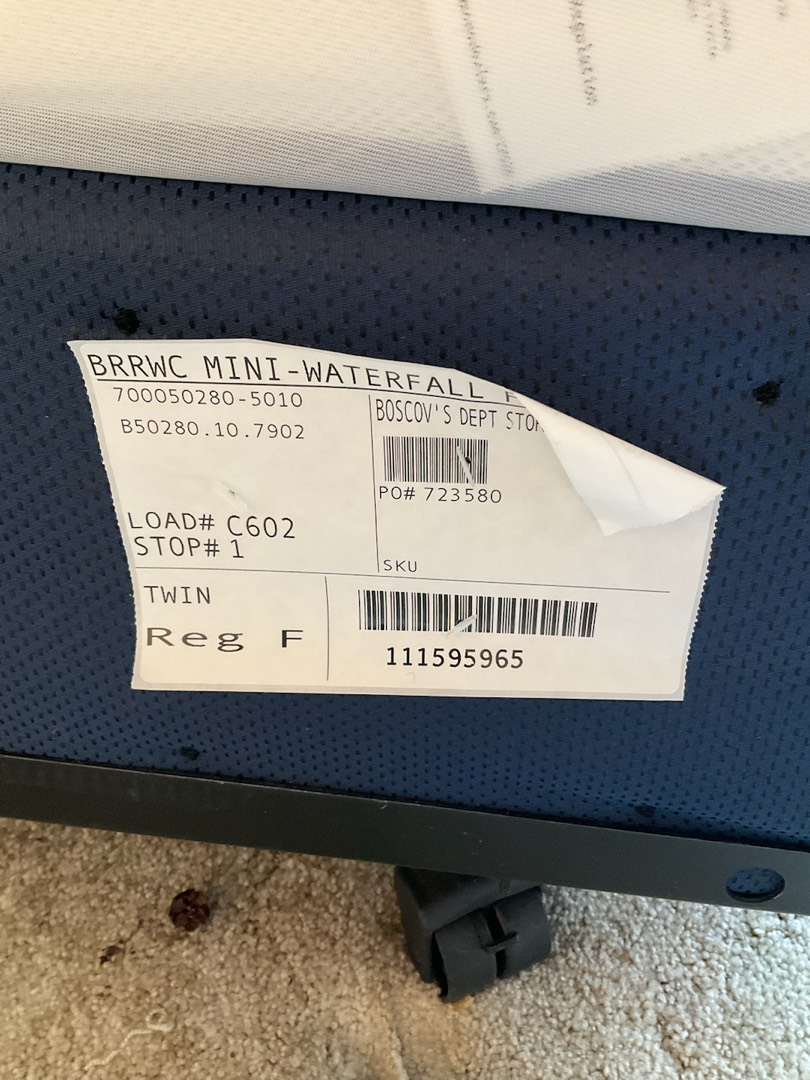 BRRWC MINI-WATERFALL
700050280-5010
B50280.10.7902
BOSCOV'S DEPT
PO# 723580
LOAD# C602
STOP# 1
SKU
TWIN
Reg F
111595965